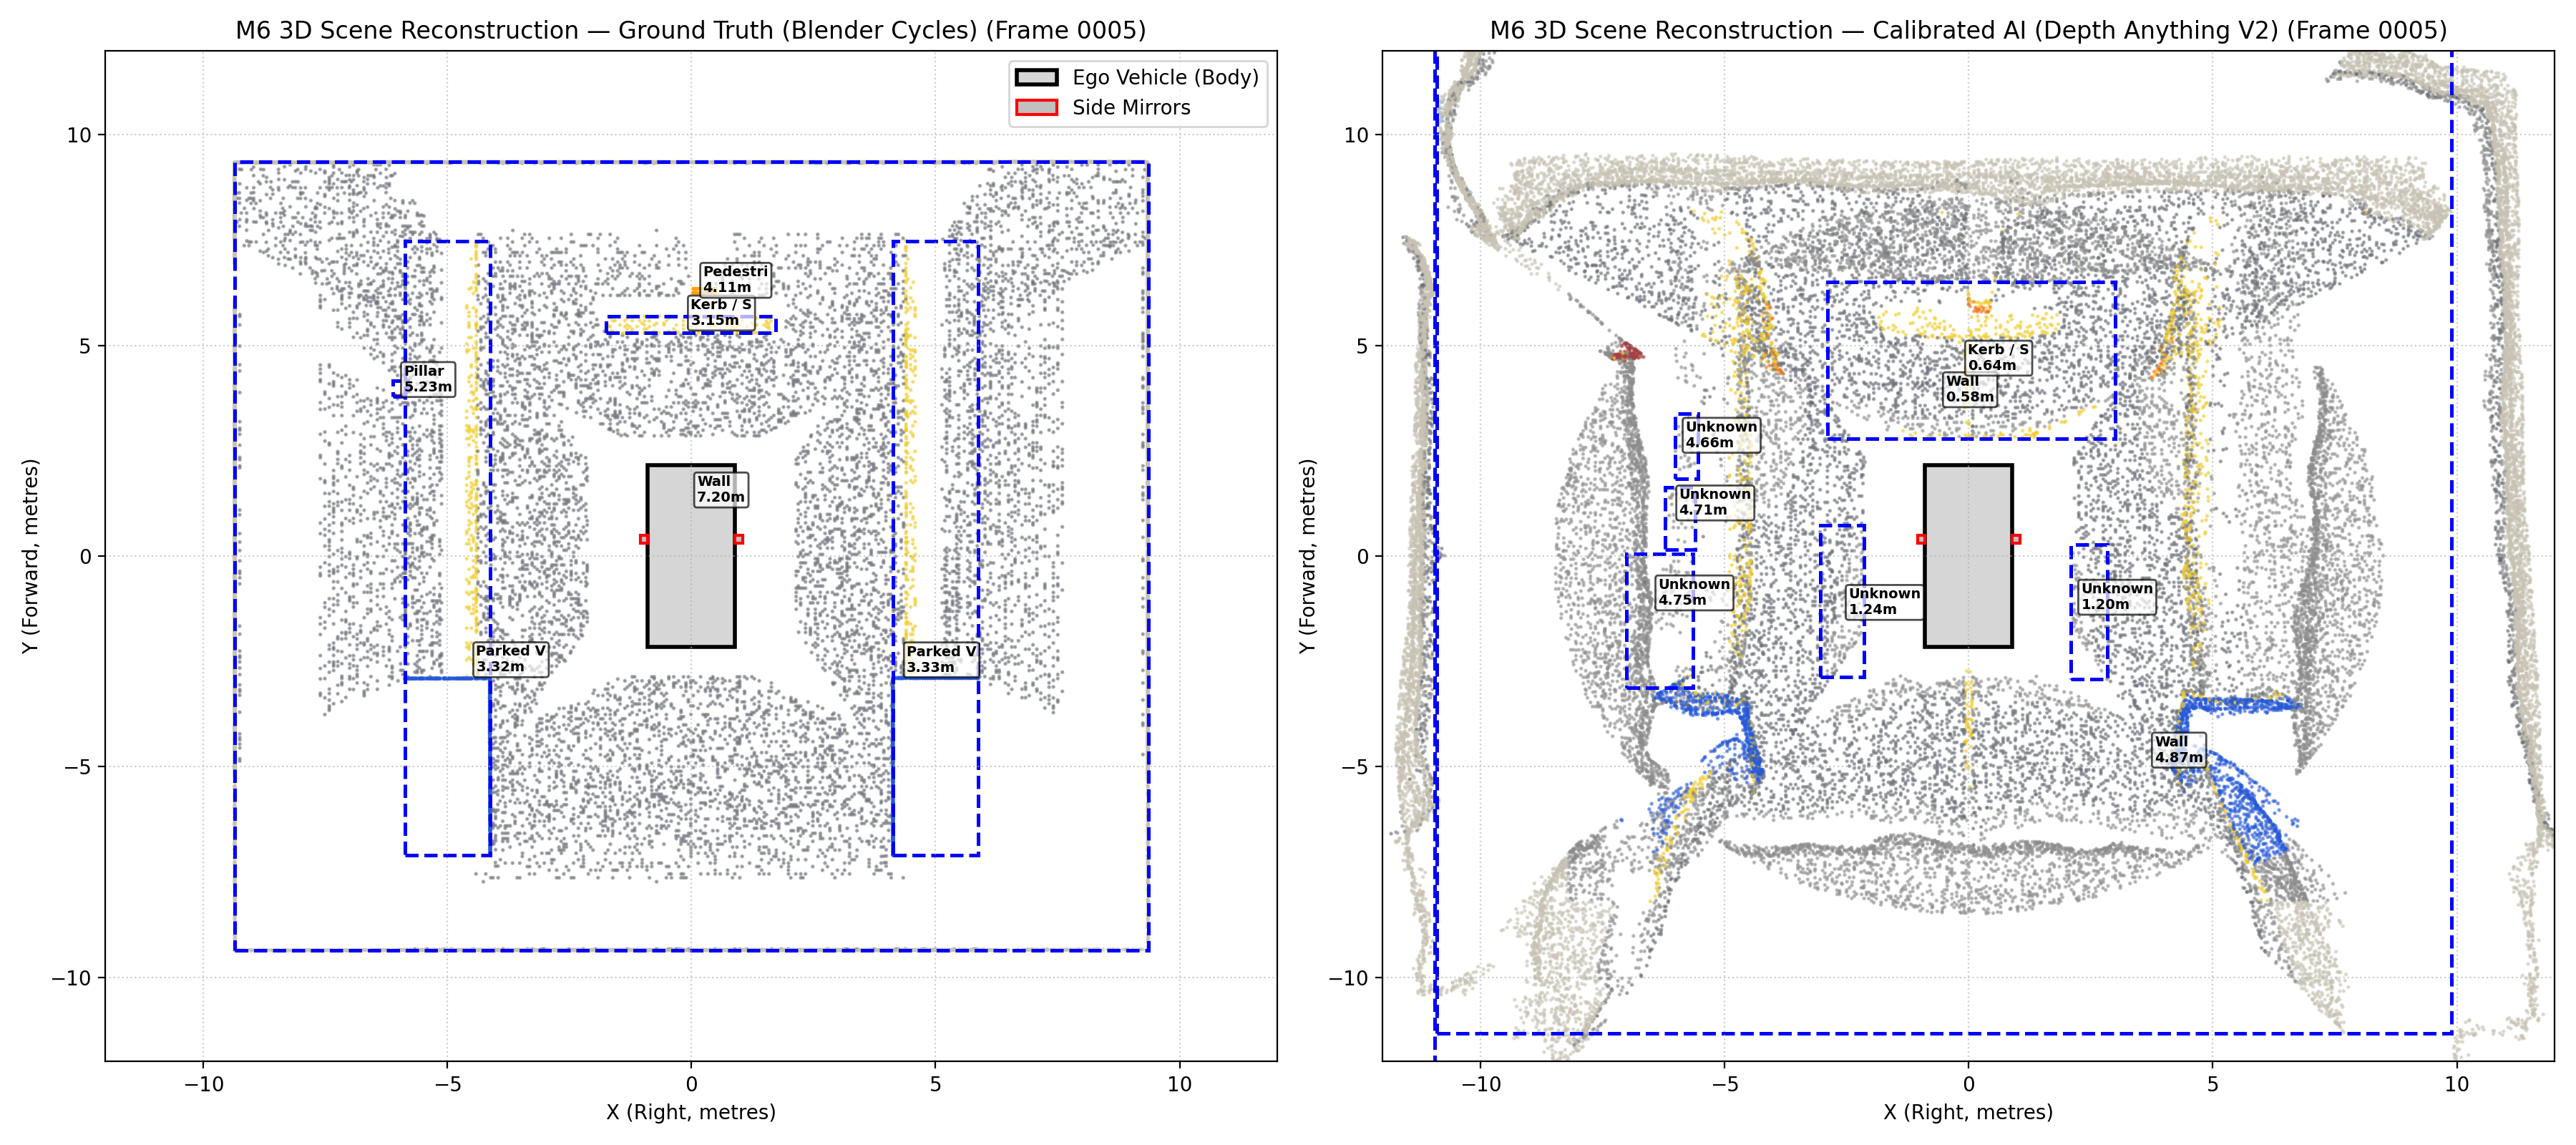 M6 3D Scene Reconstruction — Ground Truth (Blender Cycles) (Frame 0005)
Ego Vehicle (Body)
Side Mirrors
10
5
0
−5
−10
Y (Forward, metres)
Pedestri
4.11m
Kerb / S
3.15m
Pillar
5.23m
Wall
7.20m
Parked V
3.32m
Parked V
3.33m
−10
−5
0
5
10
X (Right, metres)
M6 3D Scene Reconstruction — Calibrated AI (Depth Anything V2) (Frame 0005)
10
5
0
−5
−10
Y (Forward, metres)
Kerb / S
0.64m
Wall
0.58m
Unknown
4.66m
Unknown
4.71m
Unknown
4.75m
Unknown
1.24m
Unknown
1.20m
Wall
4.87m
−10
−5
0
5
10
X (Right, metres)